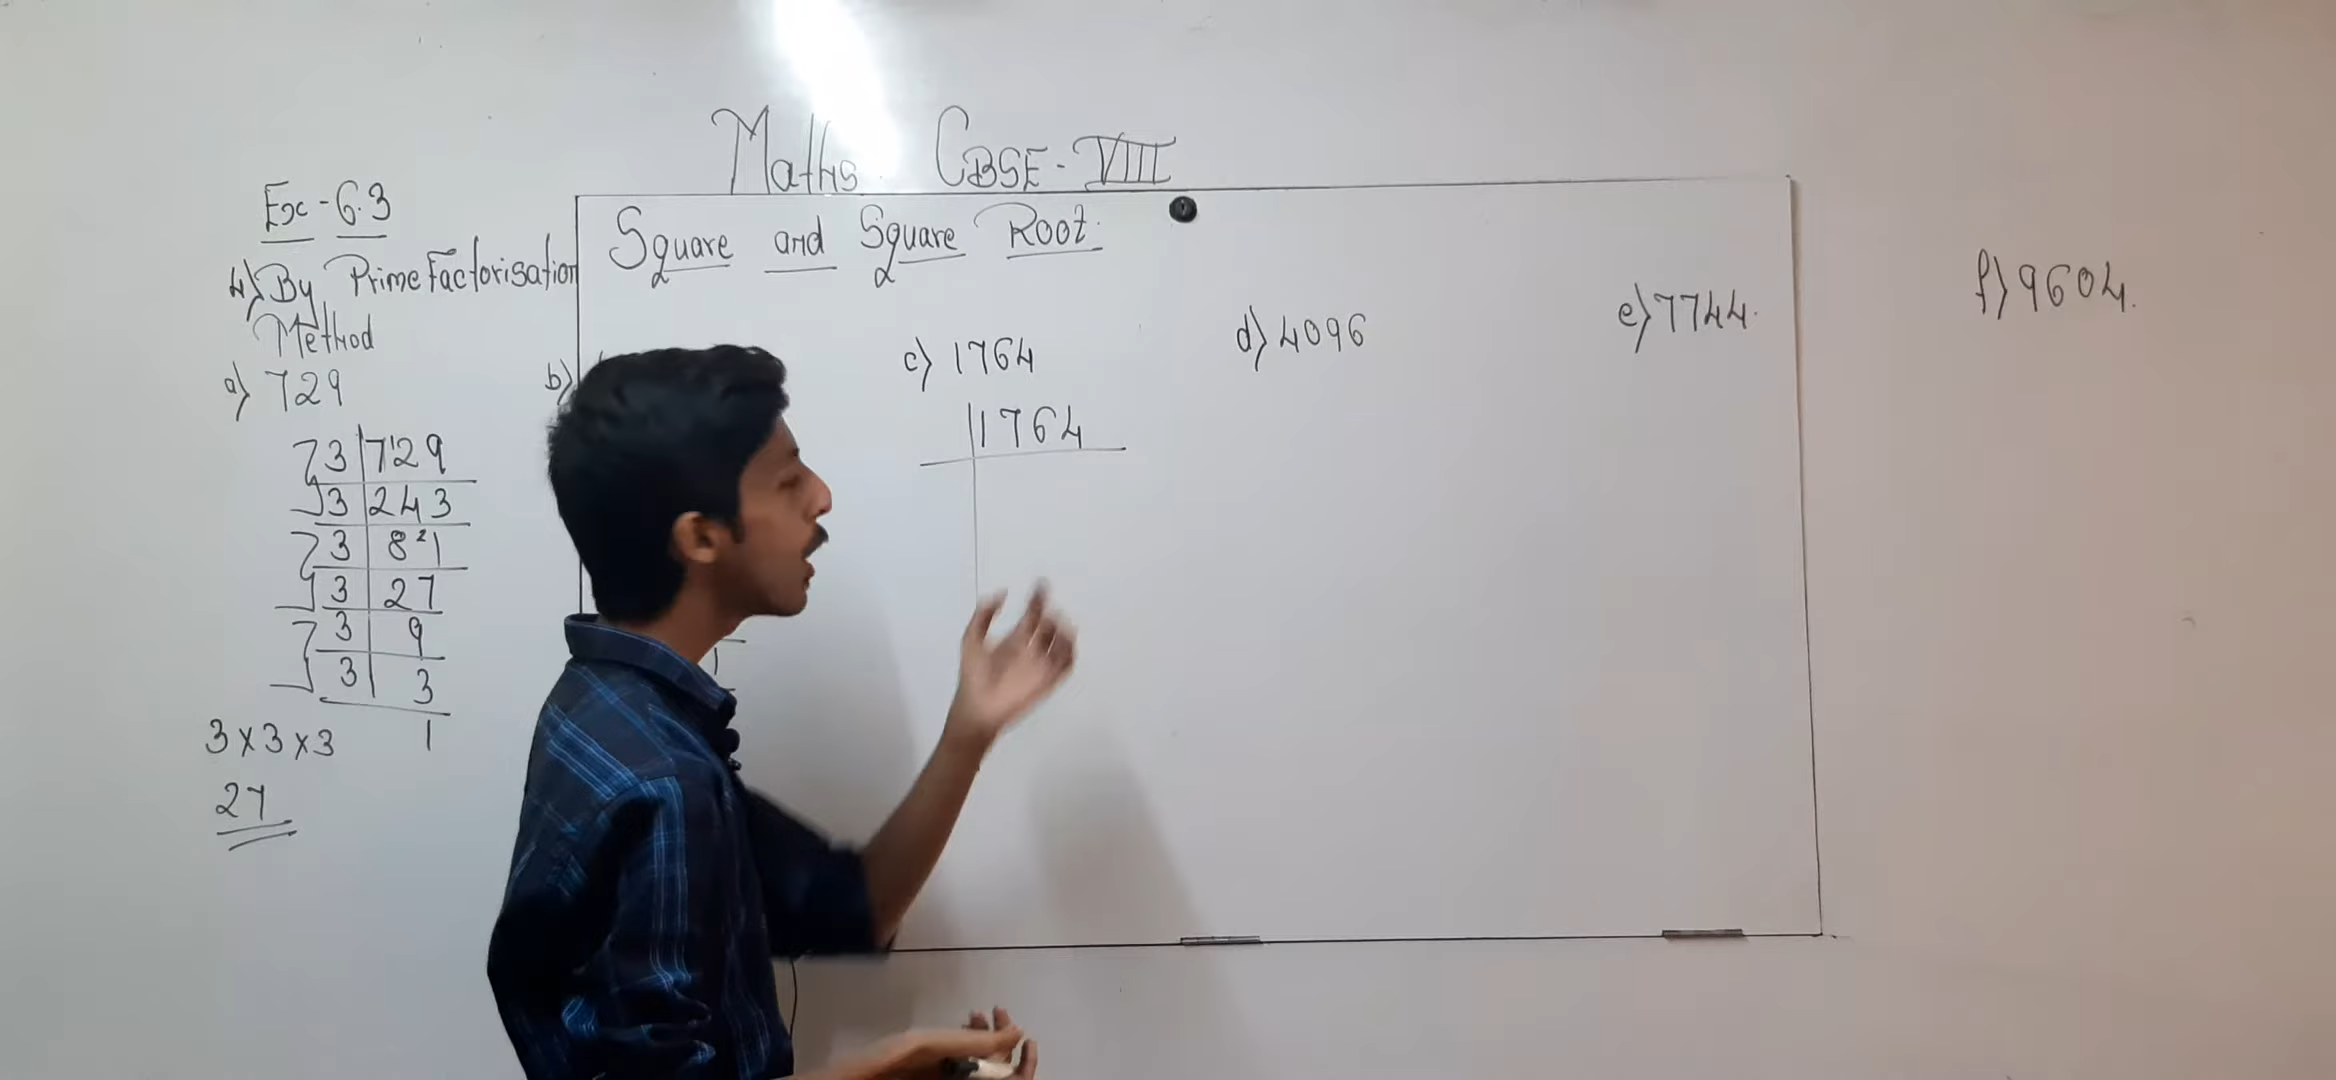 Maths CBSE-VIII
Ex-6.3
Square and Square Root.
4) By Prime Factorisation
Method
a) 729
b)
c) 1764
d) 4096
e) 7744.
f) 9604.
3 729
3 243
3 81
3 27
3 9
3 3
1
3 x 3 x 3
27
1764